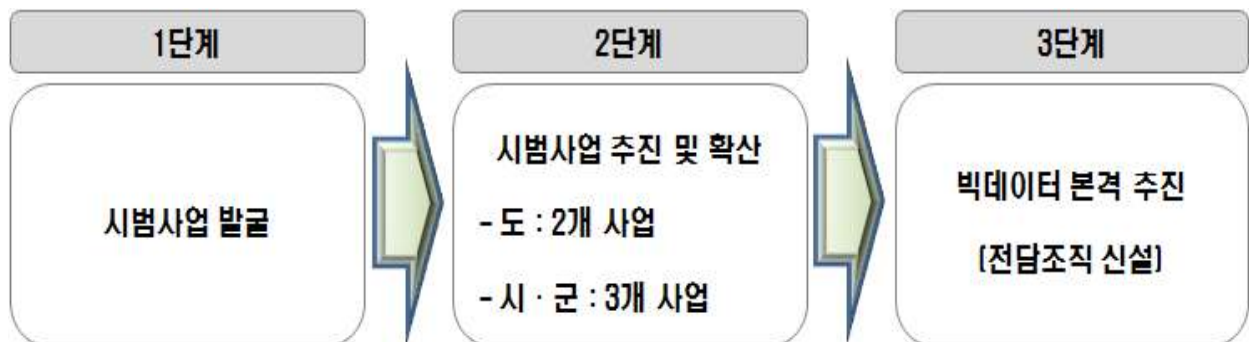 1단계
시범사업 발굴
2단계
시범사업 추진 및 확산
- 도 : 2개 사업
- 시 · 군 : 3개 사업
3단계
빅데이터 본격 추진
[전담조직 신설]